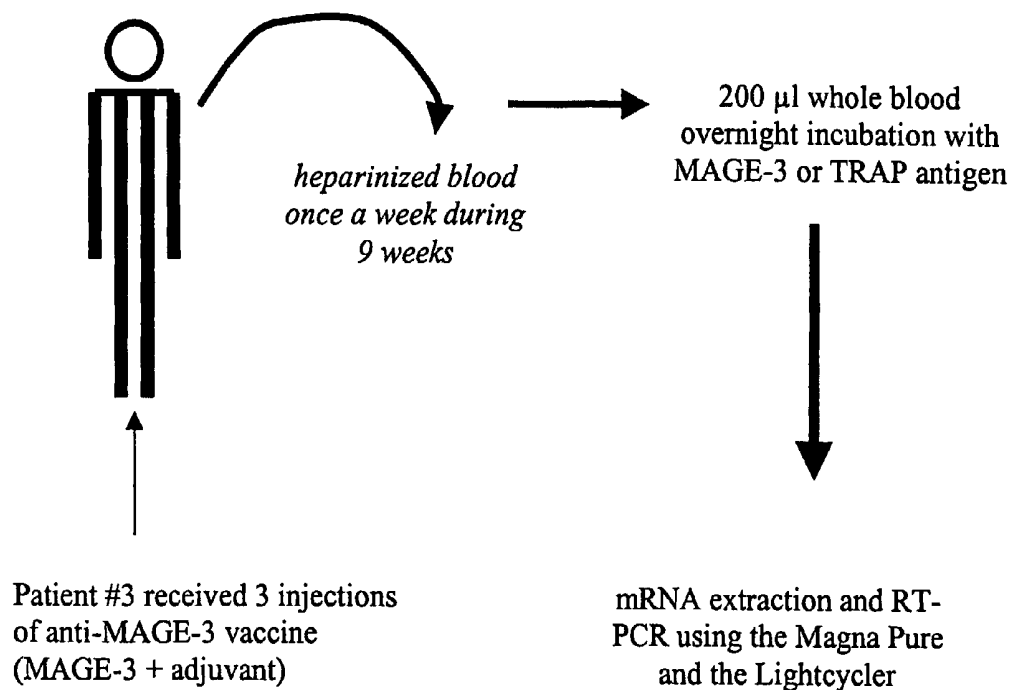 heparinized blood
once a week during
9 weeks
200 µl whole blood
overnight incubation with
MAGE-3 or TRAP antigen
Patient #3 received 3 injections
of anti-MAGE-3 vaccine
(MAGE-3 + adjuvant)
mRNA extraction and RT-
PCR using the Magna Pure
and the Lightcycler